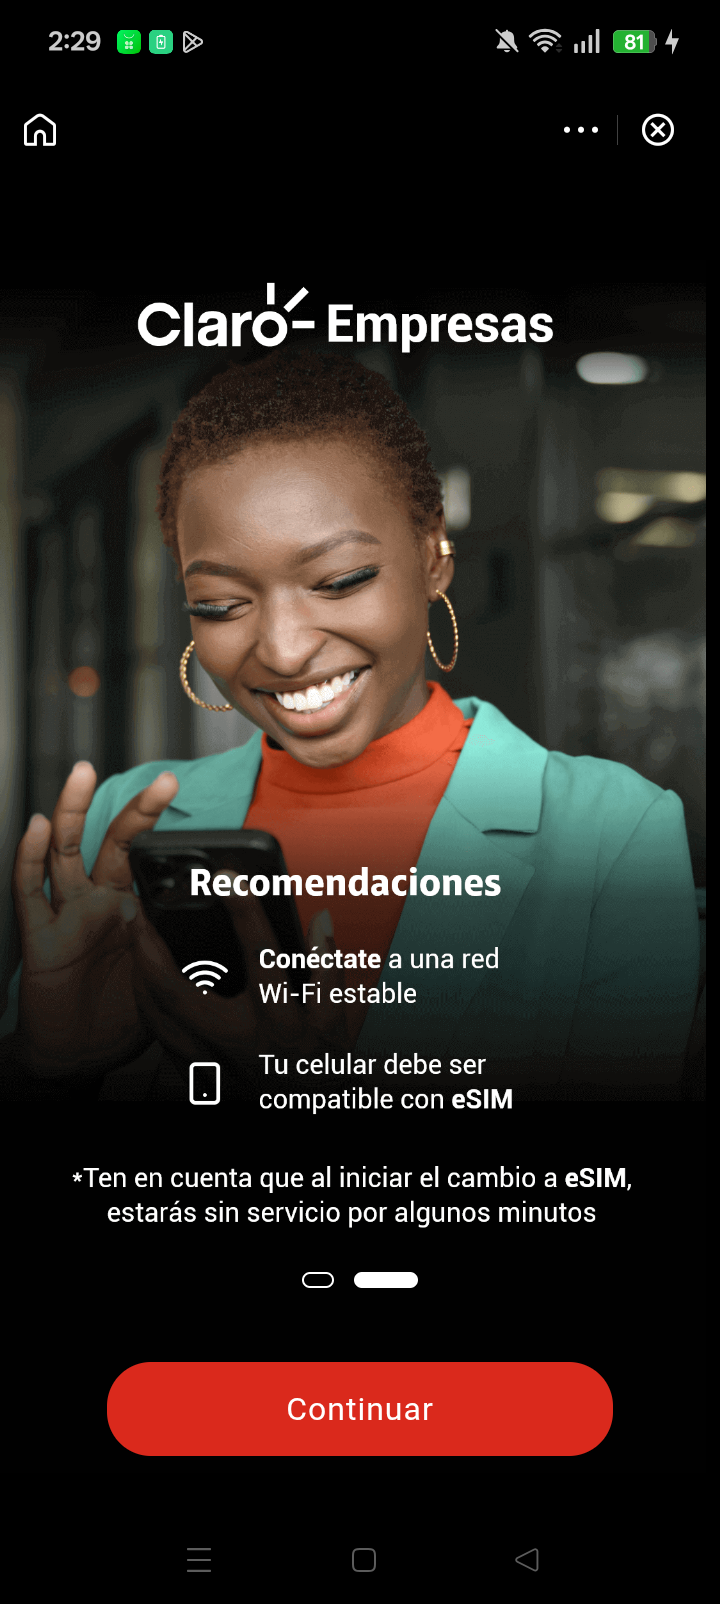 2:29
81
Claro Empresas
Recomendaciones
Conéctate a una red
Wi-Fi estable
Tu celular debe ser
compatible con eSIM
*Ten en cuenta que al iniciar el cambio a eSIM,
estarás sin servicio por algunos minutos
Continuar